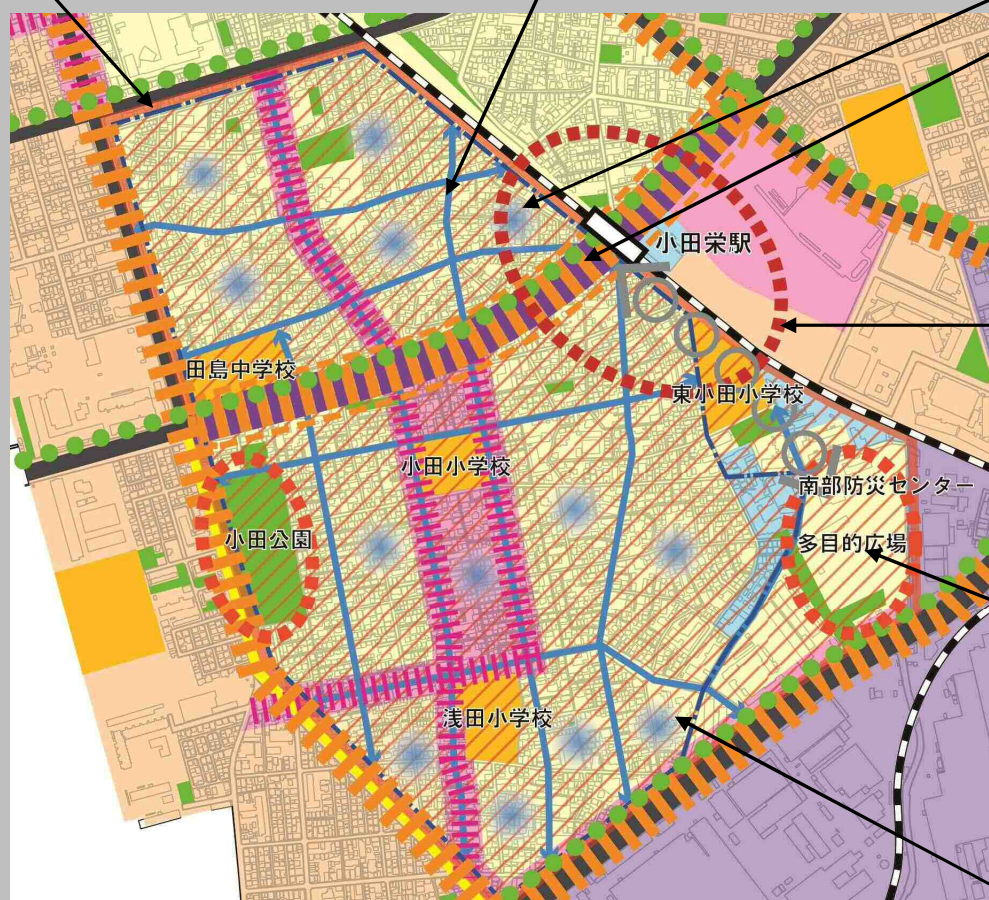 小田栄駅
田島中学校
東小田小学校
小田小学校
南部防災センター
小田公園
多目的広場
浅田小学校